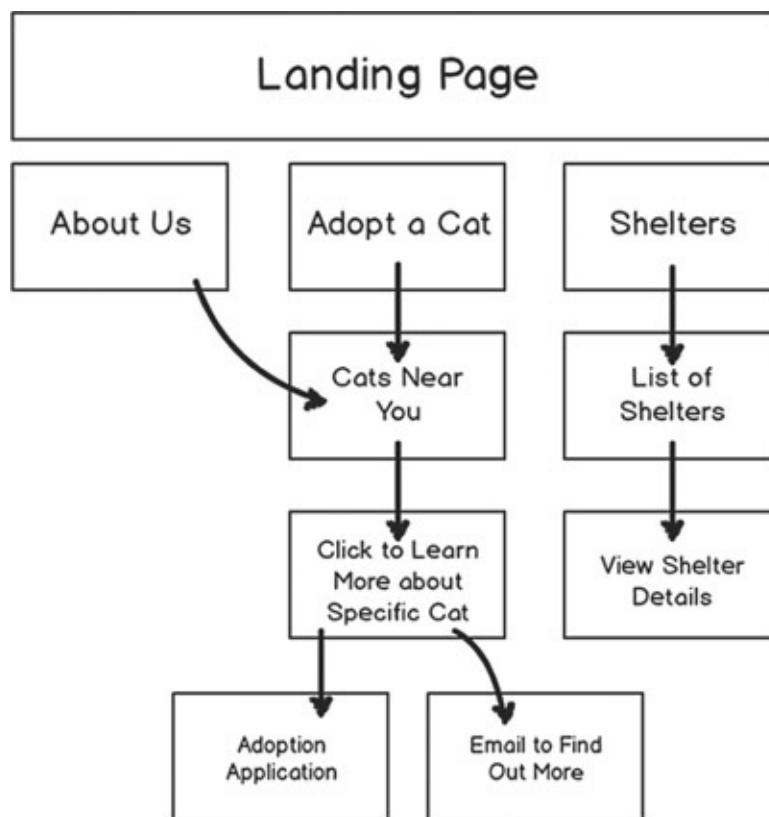 Landing Page
About Us
Adopt a Cat
Shelters
Cats Near
You
List of
Shelters
Click to Learn
More about
Specific Cat
View Shelter
Details
Adoption
Application
Email to Find
Out More